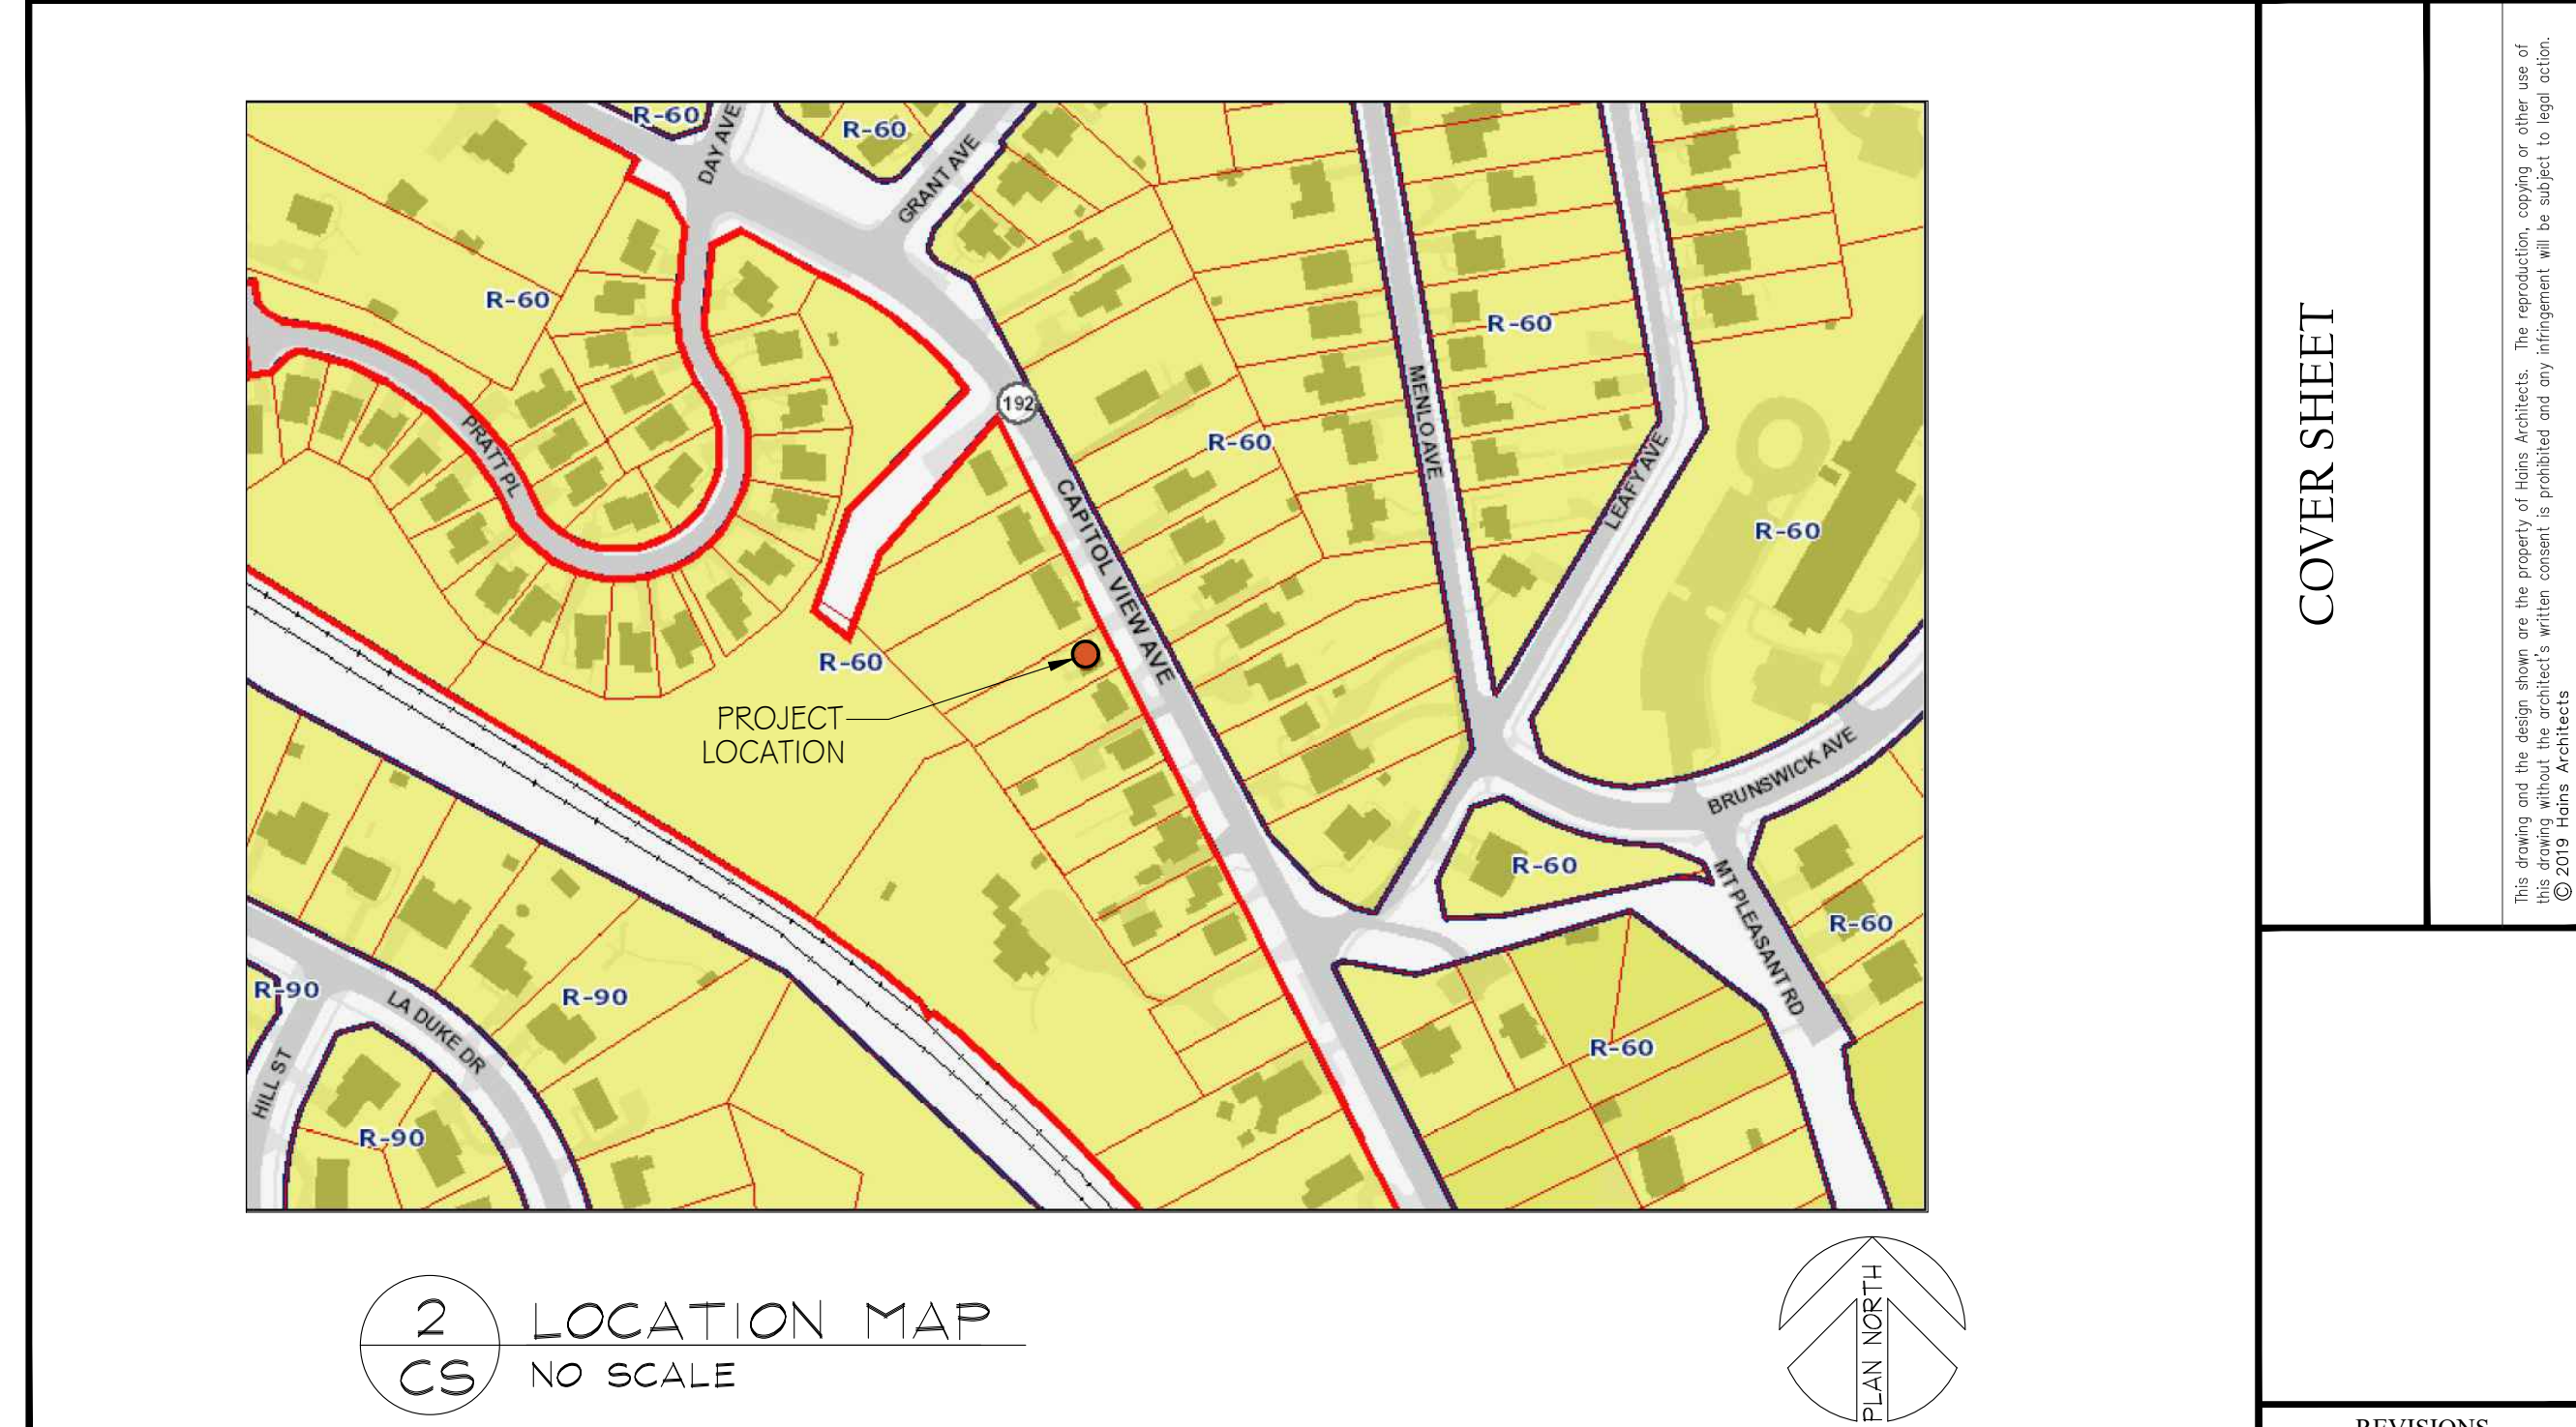 R-60
DAY AVE
R-60
GRANT AVE
R-60
192
R-60
MENLO AVE
R-60
PRATT PL
CAPITOL VIEW AVE
LEAFY AVE
R-60
R-60
PROJECT
LOCATION
BRUNSWICK AVE
R-60
MT PLEASANT RD
R-60
R-90
LA DUKE DR
R-90
HILL ST
R-60
R-90
2
CS
LOCATION MAP
NO SCALE
PLAN NORTH
COVER SHEET
This drawing and the design shown are the property of Hains Architects. The reproduction, copying or other use of
this drawing without the architect's written consent is prohibited and any infringement will be subject to legal action.
© 2019 Hains Architects
REVISIONS